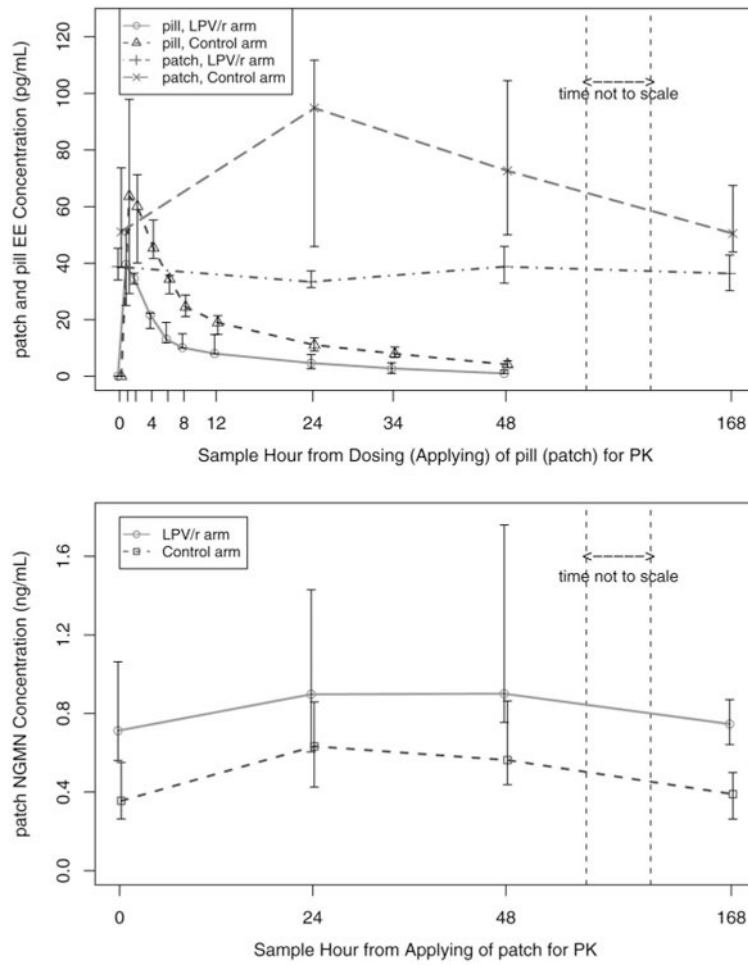 pill, LPV/r arm
pill, Control arm
patch, LPV/r arm
patch, Control arm
time not to scale
patch and pill EE Concentration (pg/mL)
120
100
80
60
40
20
0
0 4 8 12 24 34 48 168
Sample Hour from Dosing (Applying) of pill (patch) for PK
LPV/r arm
Control arm
time not to scale
patch NGMN Concentration (ng/mL)
1.6
1.2
0.8
0.4
0.0
0 24 48 168
Sample Hour from Applying of patch for PK